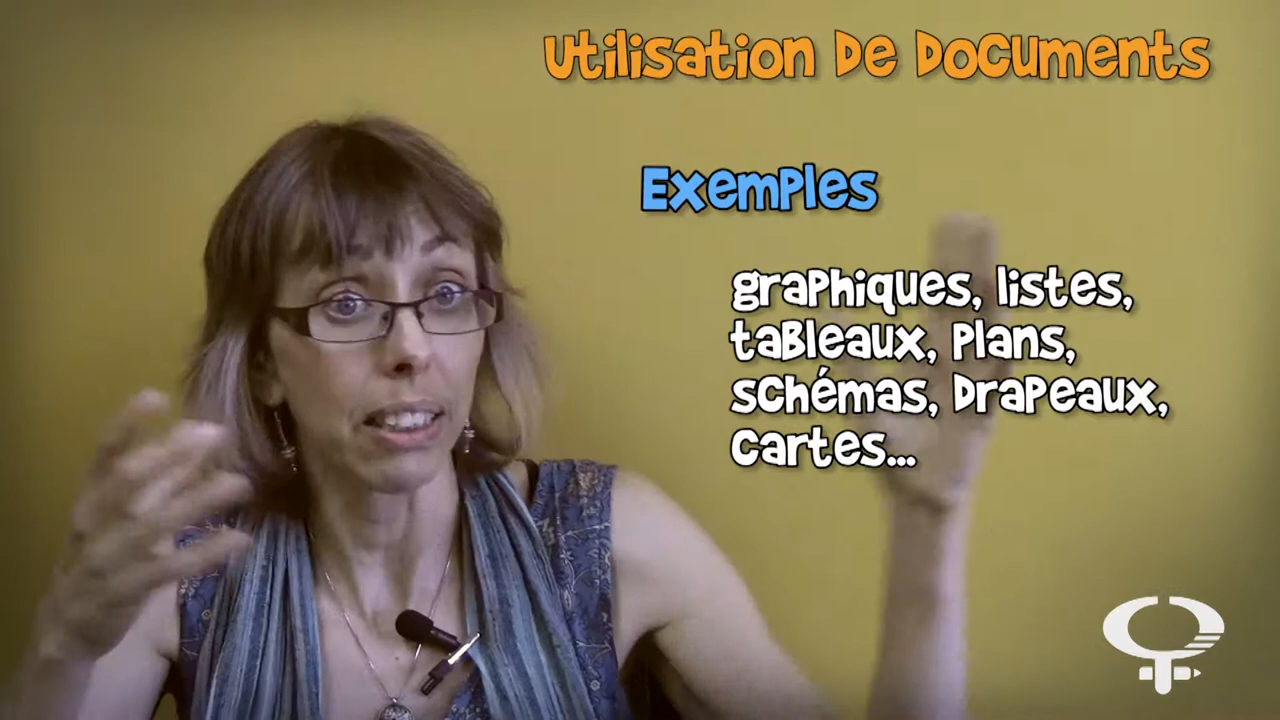 Utilisation de documents
Exemples
graphiques, listes,
tableaux, plans,
schémas, drapeaux,
cartes...